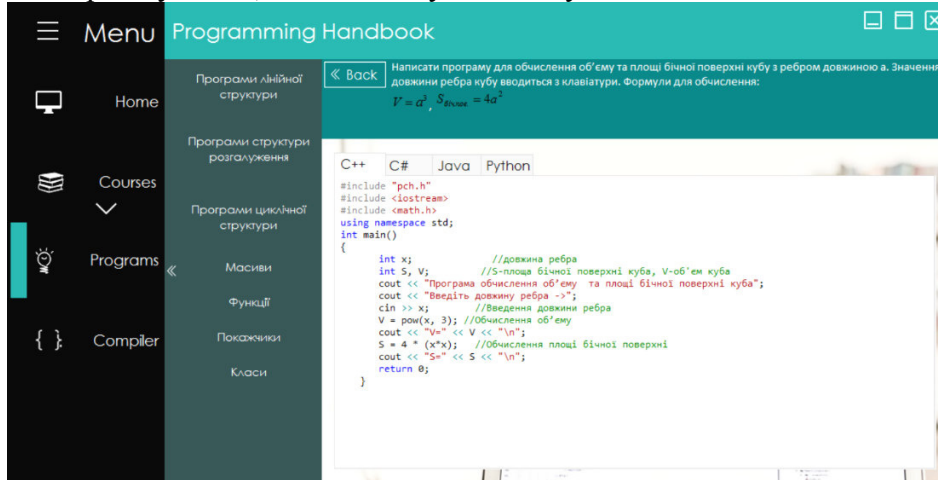 Menu
Home
Courses
Programs
{ } Compiler
Programming Handbook
Програми лінійної
структури
Програми структури
розгалуження
Програми циклічної
структури
Масиви
Функції
Покажчики
Класи
« Back
Написати програму для обчислення об’єму та площі бічної поверхні кубу з ребром довжиною a. Значення
довжини ребра кубу вводиться з клавіатури. Формули для обчислення:
V = a³, Sбічпов. = 4a²
C++ C# Java Python
#include "pch.h"
#include <iostream>
#include <math.h>
using namespace std;
int main()
{
int x; //довжина ребра
int S, V; //S-площа бічної поверхні куба, V-об'єм куба
cout << "Програма обчислення об’єму та площі бічної поверхні куба";
cout << "Введіть довжину ребра ->";
cin >> x; //Введення довжини ребра
V = pow(x, 3); //Обчислення об’єму
cout << "V=" << V << "\n";
S = 4 * (x*x); //Обчислення площі бічної поверхні
cout << "S=" << S << "\n";
return 0;
}